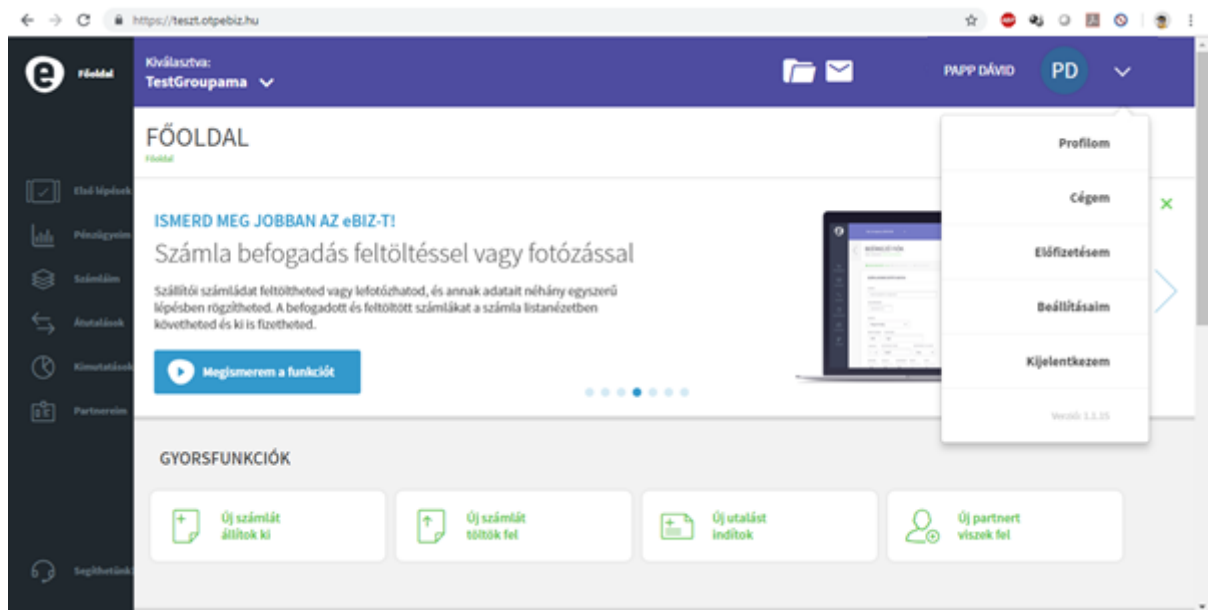 https://teszt.otpebiz.hu
e
Főoldal
Kiválasztva:
TestGroupama
PAPP DÁVID
PD
FŐOLDAL
Főoldal
Profilom
Cégem
Előfizetésem
Beállításaim
Kijelentkezem
Verzió: 1.1.15
Első lépések
Pénzügyeim
Számláim
Átutalások
Kimutatások
Partnereim
Segíthetünk?
ISMERD MEG JOBBAN AZ eBIZ-T!
Számla befogadás feltöltéssel vagy fotózással
Szállítói számládat feltöltheted vagy lefotózhatod, és annak adatait néhány egyszerű
lépésben rögzítheted. A befogadott és feltöltött számlákat a számla listanézetben
követheted és ki is fizetheted.
Megismerem a funkciót
GYORSFUNKCIÓK
Új számlát
állítok ki
Új számlát
töltök fel
Új utalást
indítok
Új partnert
viszek fel